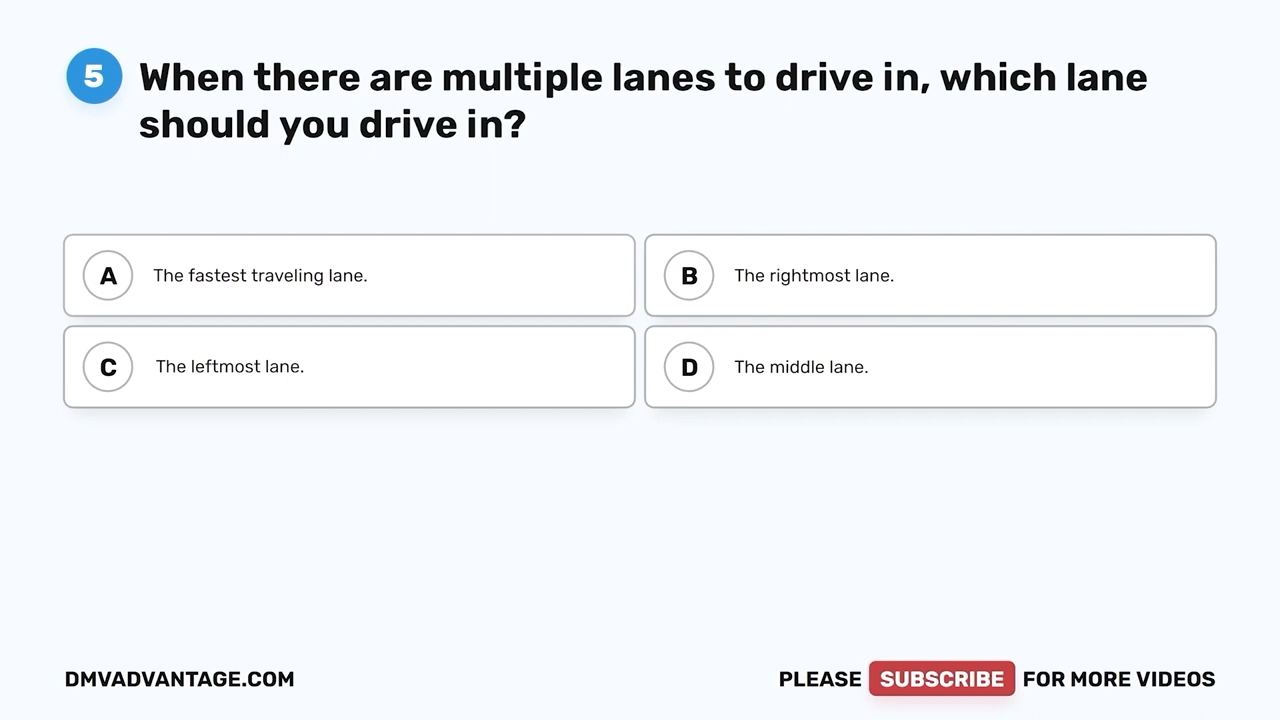 5
When there are multiple lanes to drive in, which lane
should you drive in?
A The fastest traveling lane.
B The rightmost lane.
C The leftmost lane.
D The middle lane.
DMVADVANTAGE.COM
PLEASE SUBSCRIBE FOR MORE VIDEOS